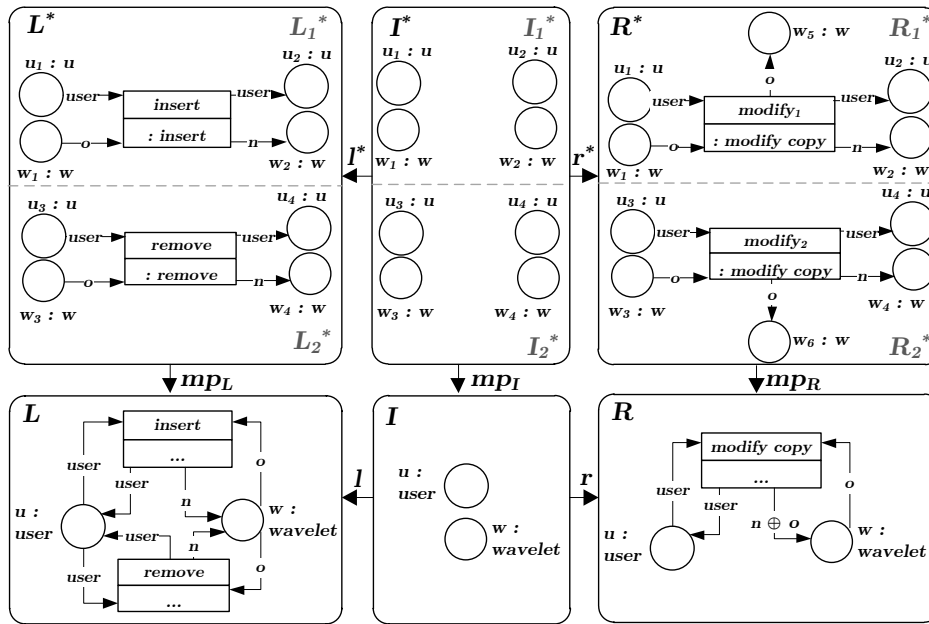 L* L₁*
u₁ : u u₂ : u
user insert user
o : insert n
w₁ : w w₂ : w
u₃ : u u₄ : u
user remove user
o : remove n
w₃ : w w₄ : w
L₂*
l*
I* I₁*
u₁ : u u₂ : u
w₁ : w w₂ : w
u₃ : u u₄ : u
w₃ : w w₄ : w
I₂*
r*
R* w₅ : w R₁*
u₁ : u o u₂ : u
user modify₁ user
o : modify copy n
w₁ : w w₂ : w
u₃ : u u₄ : u
user modify₂ user
o : modify copy n
w₃ : w o w₄ : w
w₆ : w R₂*
mp_L mp_I mp_R
L
insert
...
user user n o
u :
user
w :
wavelet
user n
user remove o
...
l
I
u :
user
w :
wavelet
r
R
modify copy
...
user user o
n ⊕ o
u :
user
w :
wavelet